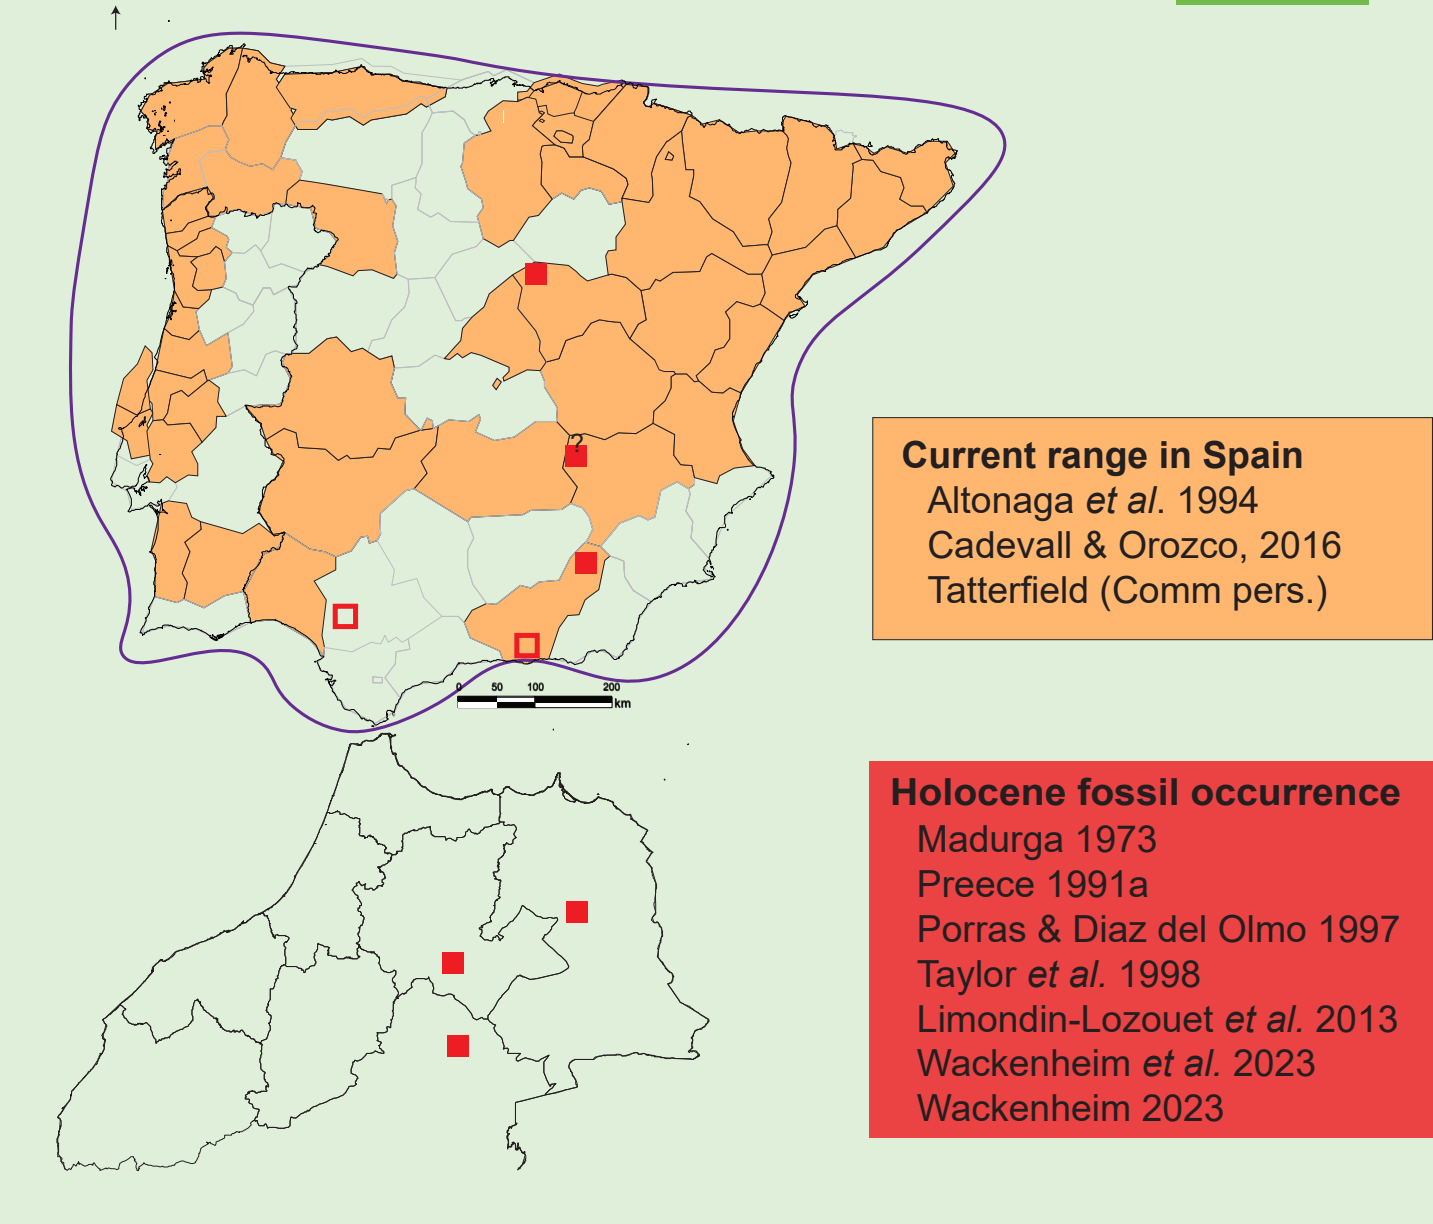 ?
0 50 100 200
km
Current range in Spain
Altonaga et al. 1994
Cadevall & Orozco, 2016
Tatterfield (Comm pers.)
Holocene fossil occurrence
Madurga 1973
Preece 1991a
Porras & Diaz del Olmo 1997
Taylor et al. 1998
Limondin-Lozouet et al. 2013
Wackenheim et al. 2023
Wackenheim 2023